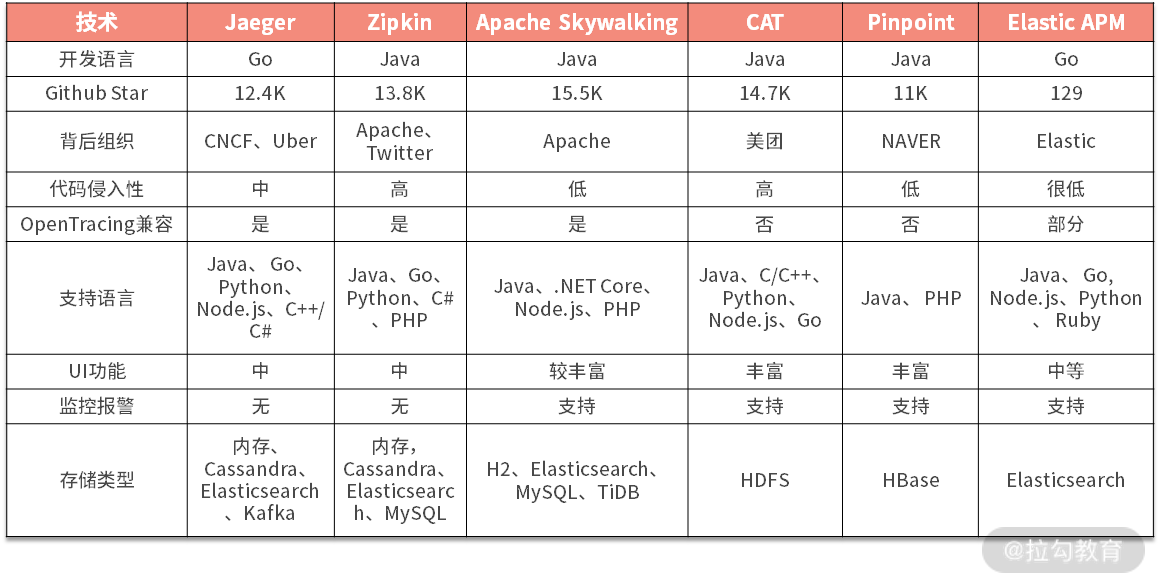 技术 Jaeger Zipkin Apache Skywalking CAT Pinpoint Elastic APM
开发语言 Go Java Java Java Java Go
Github Star 12.4K 13.8K 15.5K 14.7K 11K 129
背后组织 CNCF、Uber Apache、
Twitter Apache 美团 NAVER Elastic
代码侵入性 中 高 低 高 低 很低
OpenTracing兼容 是 是 是 否 否 部分
支持语言 Java、 Go、
Python、
Node.js、C++/
C# Java、Go、
Python、C#
、PHP Java、.NET Core、
Node.js、PHP Java、C/C++、
Python、
Node.js、Go Java、 PHP Java、Go,
Node.js、Python
、Ruby
UI功能 中 中 较丰富 丰富 丰富 中等
监控报警 无 无 支持 支持 支持 支持
存储类型 内存、
Cassandra、
Elasticsearch
、Kafka 内存，
Cassandra、
Elasticsearc
h、MySQL H2、Elasticsearch、
MySQL、TiDB HDFS HBase Elasticsearch
@拉勾教育